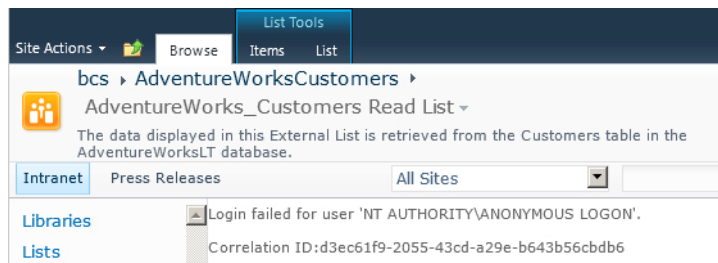 List Tools
Site Actions Browse Items List
bcs ▸ AdventureWorksCustomers ▸
AdventureWorks_Customers Read List
The data displayed in this External List is retrieved from the Customers table in the
AdventureWorksLT database.
Intranet Press Releases All Sites
Libraries
Login failed for user 'NT AUTHORITY\ANONYMOUS LOGON'.
Lists
Correlation ID:d3ec61f9-2055-43cd-a29e-b643b56cbdb6